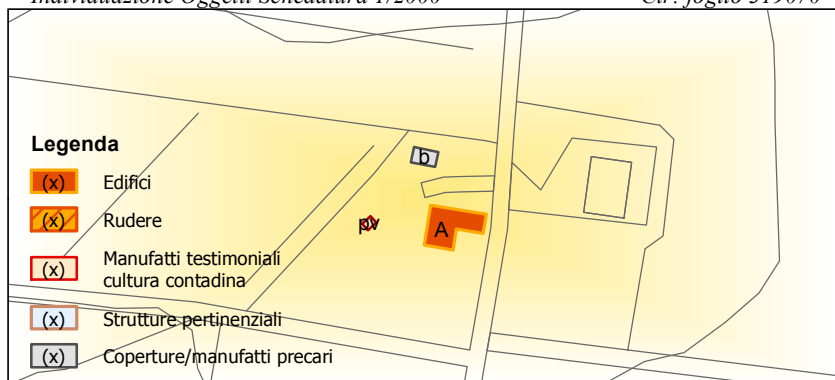 Individuazione Oggetti Schedatura 1/2000 Cfr. foglio 319070
Legenda
(x) Edifici
(x) Rudere
(x) Manufatti testimoniali
cultura contadina
(x) Strutture pertinenziali
(x) Coperture/manufatti precari
b
pv
A